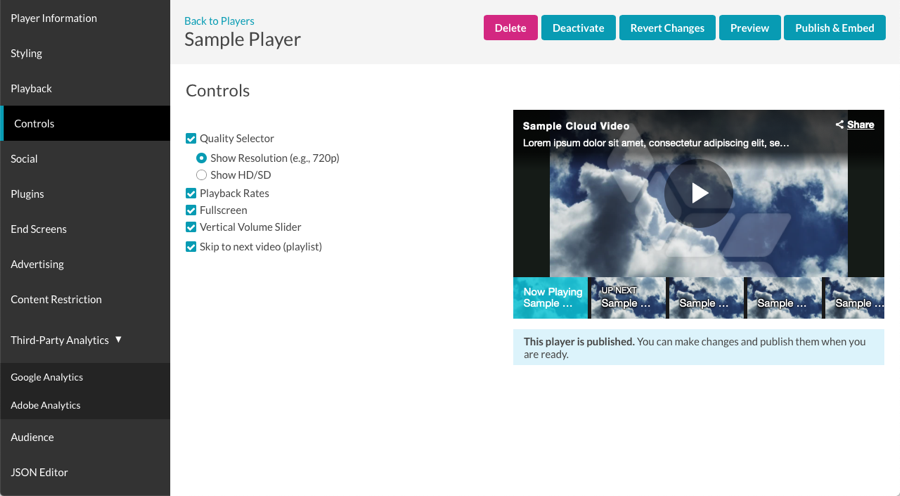 Player Information
Styling
Playback
Controls
Social
Plugins
End Screens
Advertising
Content Restriction
Third-Party Analytics
Google Analytics
Adobe Analytics
Audience
JSON Editor
Back to Players
Sample Player
Delete
Deactivate
Revert Changes
Preview
Publish & Embed
Controls
Quality Selector
Show Resolution (e.g., 720p)
Show HD/SD
Playback Rates
Fullscreen
Vertical Volume Slider
Skip to next video (playlist)
Sample Cloud Video
Share
Lorem ipsum dolor sit amet, consectetur adipiscing elit, se...
Now Playing
Sample ...
UP NEXT
Sample ...
Sample ...
Sample ...
Sample ...
This player is published. You can make changes and publish them when you
are ready.